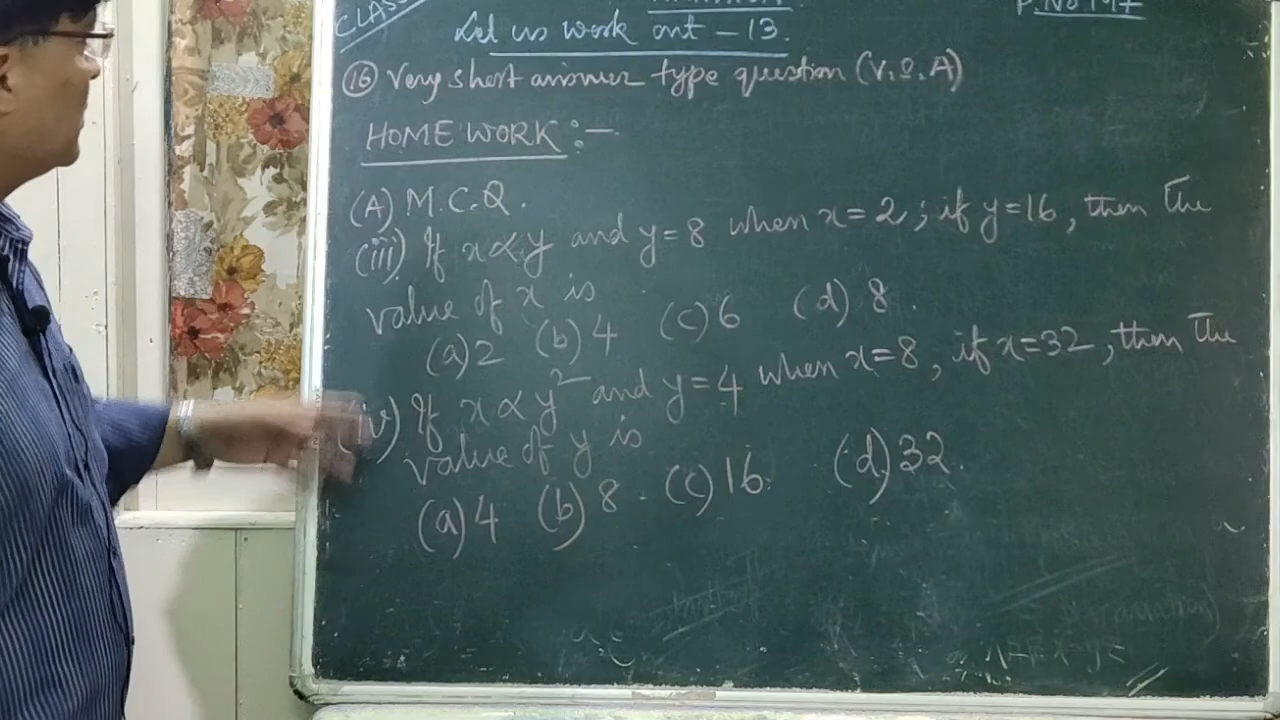 CLASS
Let us work out - 13.
P. No 197
(16) Very short answer type question (V.S.A)
HOME WORK :-
(A) M.C.Q.
(iii) If x ∝ y and y = 8 when x = 2 ; if y = 16 , then the
value of x is
(a) 2 (b) 4 (c) 6 (d) 8 .
(iv) If x ∝ y² and y = 4 when x = 8 , if x = 32 , then the
value of y is
(a) 4 (b) 8 . (c) 16 . (d) 32 .